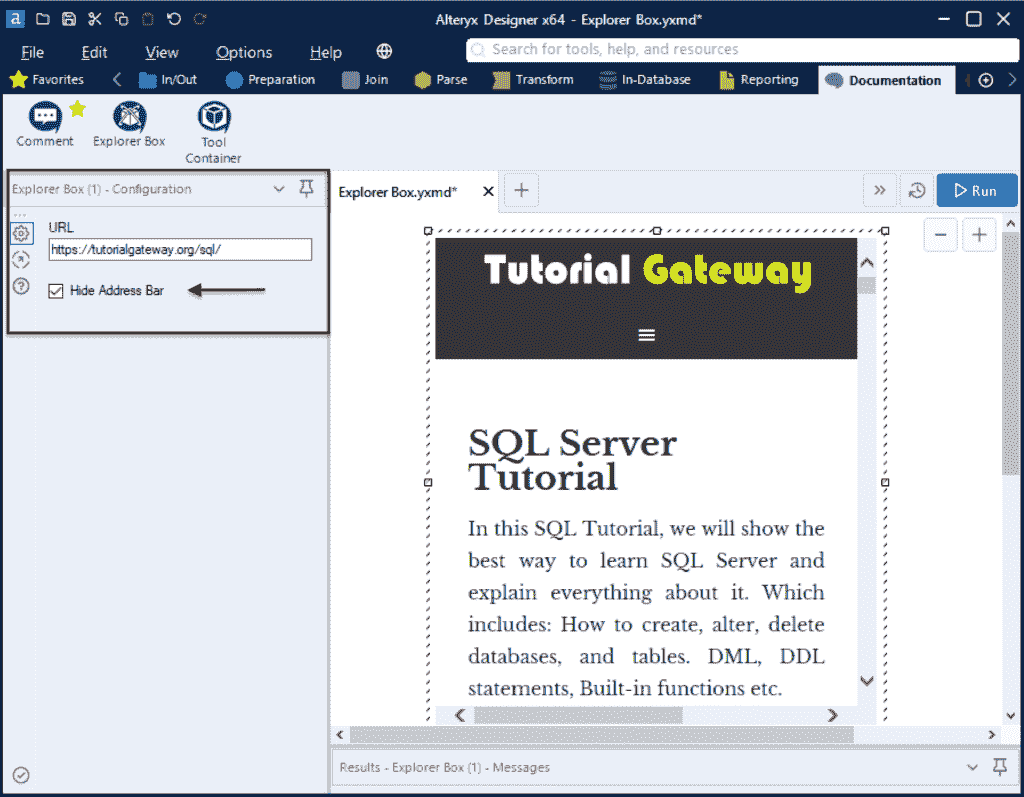 a
Alteryx Designer x64 - Explorer Box.yxmd*
File Edit View Options Help
Search for tools, help, and resources
Favorites In/Out Preparation Join Parse Transform In-Database Reporting Documentation
Comment Explorer Box Tool
Container
Explorer Box (1) - Configuration
Explorer Box.yxmd*
Run
URL
https://tutorialgateway.org/sql/
Hide Address Bar
Tutorial Gateway
SQL Server
Tutorial
In this SQL Tutorial, we will show the
best way to learn SQL Server and
explain everything about it. Which
includes: How to create, alter, delete
databases, and tables. DML, DDL
statements, Built-in functions etc.
Results - Explorer Box (1) - Messages